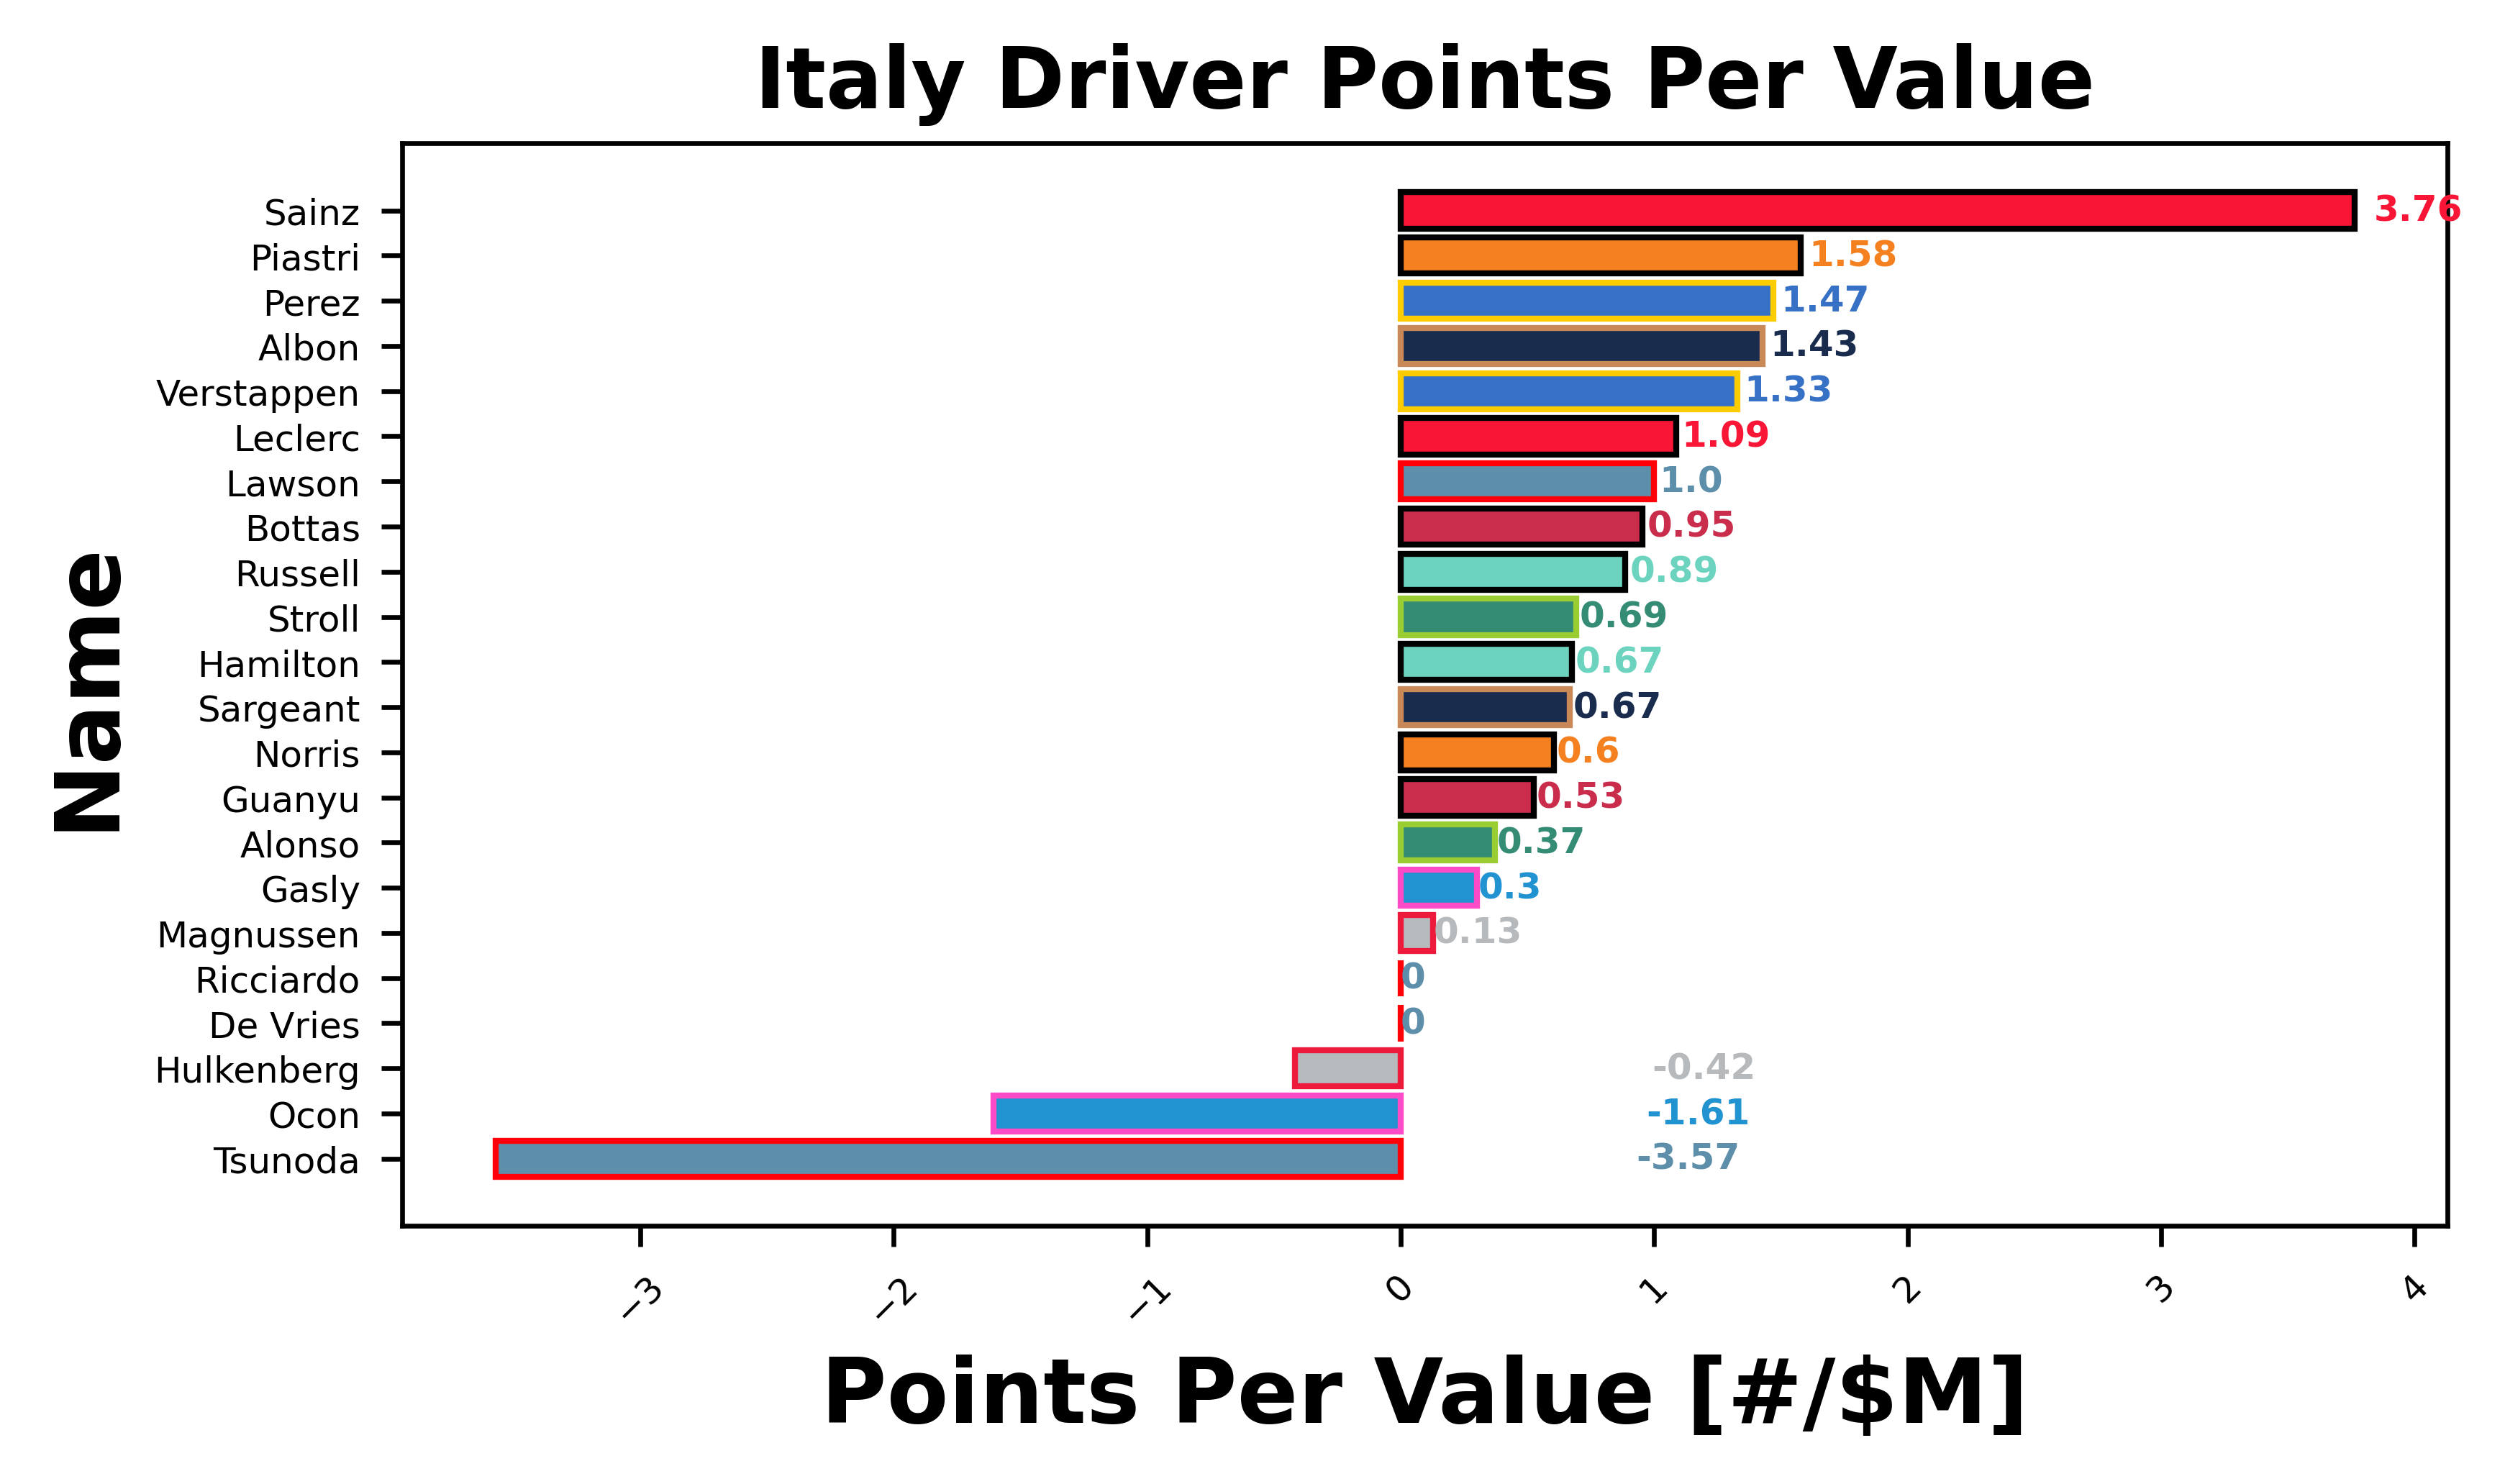 Italy Driver Points Per Value
Name
Sainz 3.76
Piastri 1.58
Perez 1.47
Albon 1.43
Verstappen 1.33
Leclerc 1.09
Lawson 1.0
Bottas 0.95
Russell 0.89
Stroll 0.69
Hamilton 0.67
Sargeant 0.67
Norris 0.6
Guanyu 0.53
Alonso 0.37
Gasly 0.3
Magnussen 0.13
Ricciardo 0
De Vries 0
Hulkenberg -0.42
Ocon -1.61
Tsunoda -3.57
−3 −2 −1 0 1 2 3 4
Points Per Value [#/$M]